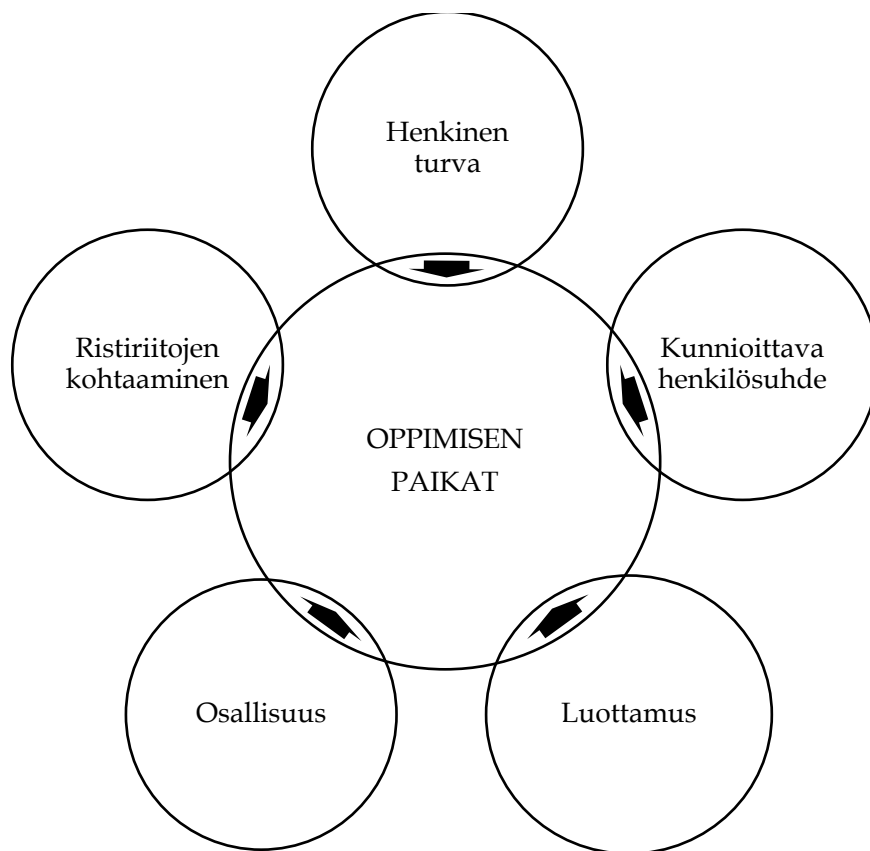 Henkinen
turva
Ristiriitojen
kohtaaminen
Kunnioittava
henkilösuhde
OPPIMISEN
PAIKAT
Osallisuus
Luottamus